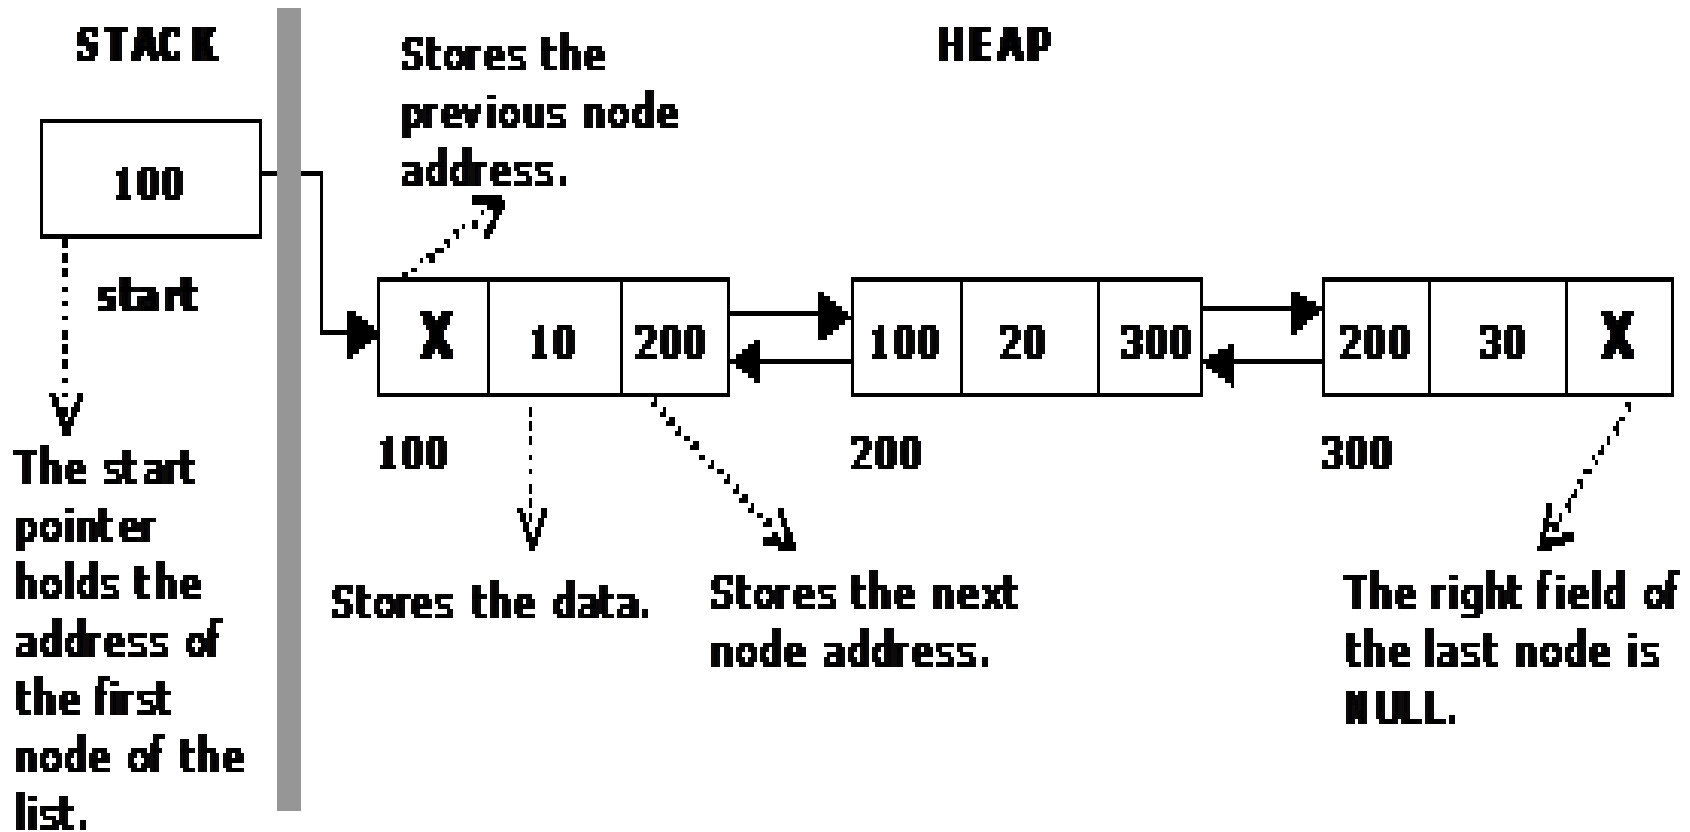 STACK
HEAP
Stores the
previous node
address.
100
start
X 10 200
100 20 300
200 30 X
100
200
300
The start
pointer
holds the
address of
the first
node of the
list.
Stores the data.
Stores the next
node address.
The right field of
the last node is
NULL.